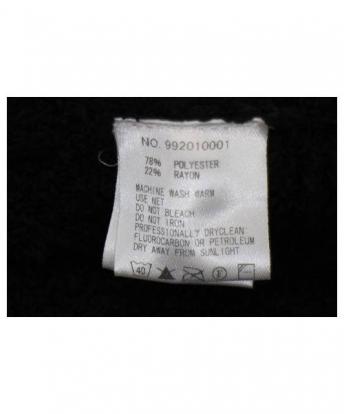 NO. 992010001
78% POLYESTER
22% RAYON
MACHINE WASH WARM
USE NET
DO NOT BLEACH
DO NOT IRON
PROFESSIONALLY DRYCLEAN:
FLUOROCARBON OR PETROLEUM
DRY AWAY FROM SUNLIGHT
40